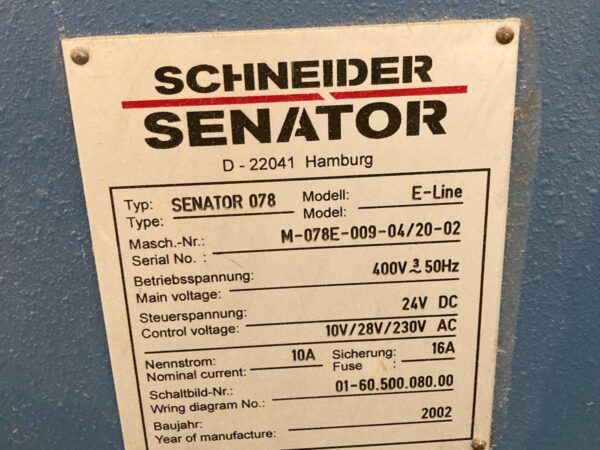 SCHNEIDER
SENATOR
D - 22041 Hamburg
Typ: SENATOR 078 Modell: E-Line
Type: Model:
Masch.-Nr.: M-078E-009-04/20-02
Serial No. :
Betriebsspannung: 400V 3~ 50Hz
Main voltage:
Steuerspannung: 24V DC
Control voltage: 10V/28V/230V AC
Nennstrom: 10A Sicherung: 16A
Nominal current: Fuse :
Schaltbild-Nr.: 01-60.500.080.00
Wring diagram No.:
Baujahr: 2002
Year of manufacture: